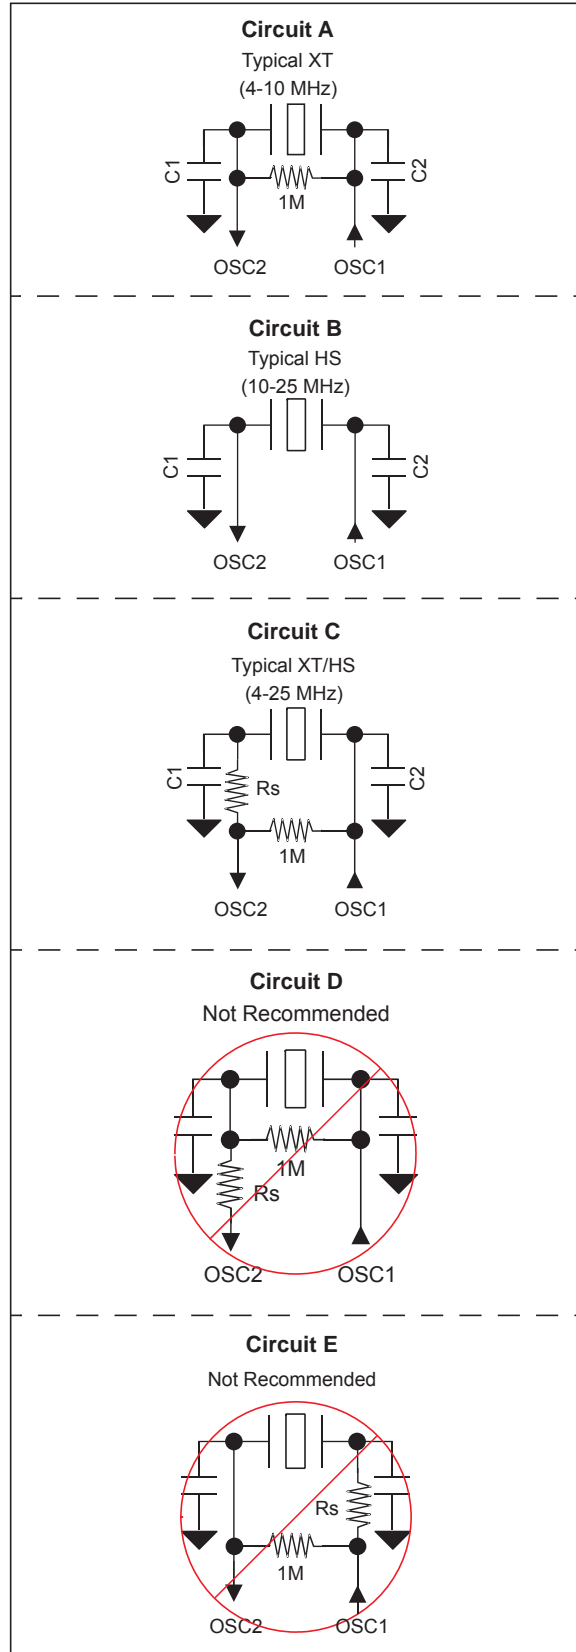 Circuit A
Typical XT
(4-10 MHz)
C1
C2
1M
OSC2 OSC1
Circuit B
Typical HS
(10-25 MHz)
C1
C2
OSC2 OSC1
Circuit C
Typical XT/HS
(4-25 MHz)
C1
Rs
C2
1M
OSC2 OSC1
Circuit D
Not Recommended
1M
Rs
OSC2 OSC1
Circuit E
Not Recommended
Rs
1M
OSC2 OSC1